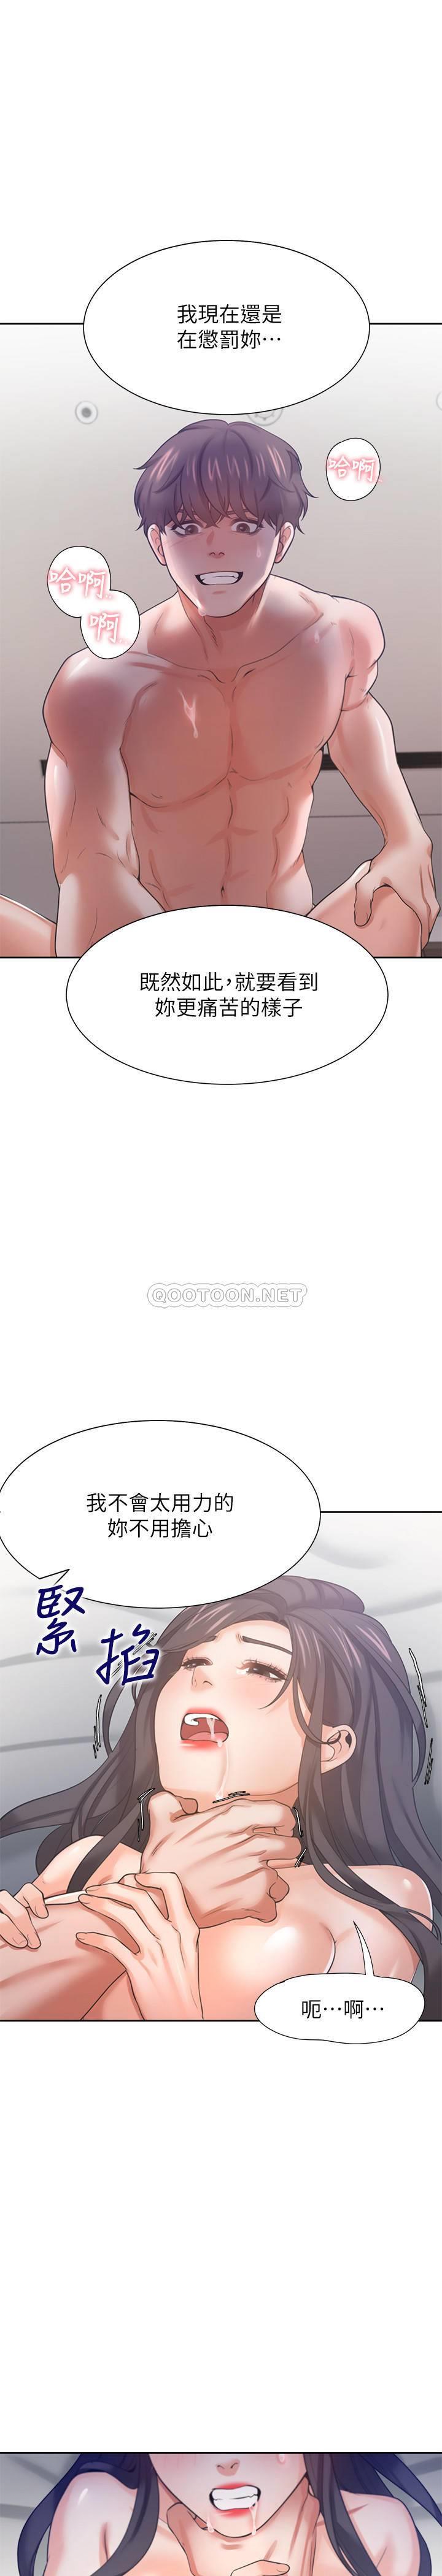 我現在還是
在懲罰妳…
哈啊
哈啊
啊
既然如此，就要看到
妳更痛苦的樣子
QOOTOON.NET
我不會太用力的
妳不用擔心
緊
掐
呃…啊…